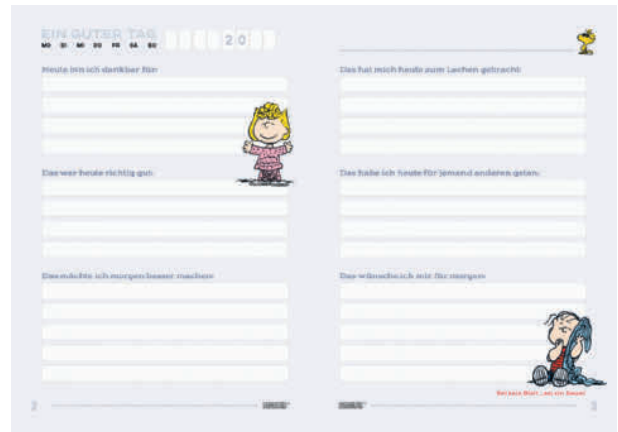 EIN GUTER TAG
MO DI MI DO FR SA SO 20
Heute bin ich dankbar für:
Das war heute richtig gut:
Das möchte ich morgen besser machen:
2
Das hat mich heute zum Lachen gebracht:
Das habe ich heute für jemand anderen getan:
Das wünsche ich mir für morgen:
3